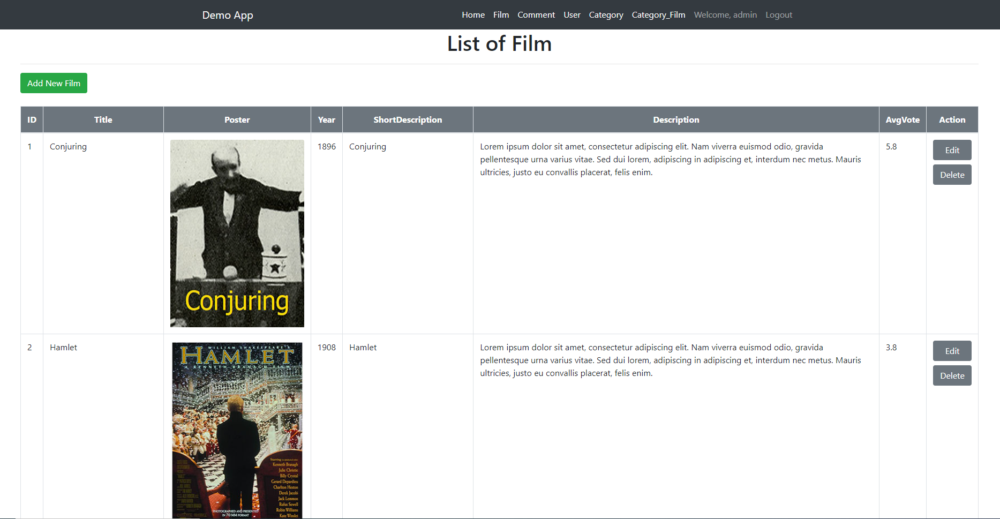 Demo App
Home Film Comment User Category Category_Film Welcome, admin Logout
List of Film
Add New Film
ID Title Poster Year ShortDescription Description AvgVote Action
1 Conjuring 1896 Conjuring
Lorem ipsum dolor sit amet, consectetur adipiscing elit. Nam viverra euismod odio, gravida
pellentesque urna varius vitae. Sed dui lorem, adipiscing in adipiscing et, interdum nec metus. Mauris
ultricies, justo eu convallis placerat, felis enim.
5.8
Edit
Delete
Conjuring
2 Hamlet
WILLIAM SHAKESPEARE'S
HAMLET
A KENNETH BRANAGH FILM
Starring
Kenneth Branagh
Julie Christie
Billy Crystal
Gerard Depardieu
Charlton Heston
Derek Jacobi
Jack Lemmon
Rufus Sewell
Robin Williams
Kate Winslet
PHOTOGRAPHED AND PRESENTED
IN 70 MM FORMAT
1908 Hamlet
Lorem ipsum dolor sit amet, consectetur adipiscing elit. Nam viverra euismod odio, gravida
pellentesque urna varius vitae. Sed dui lorem, adipiscing in adipiscing et, interdum nec metus. Mauris
ultricies, justo eu convallis placerat, felis enim.
3.8
Edit
Delete